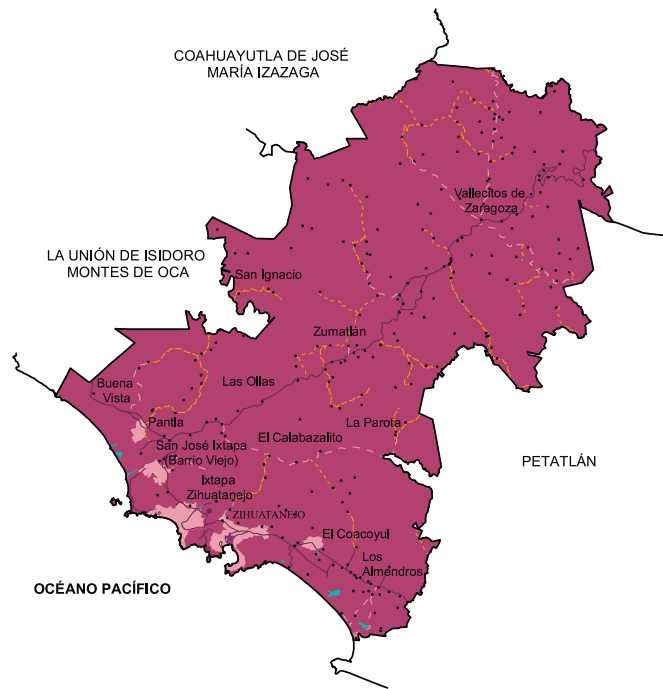 COAHUAYUTLA DE JOSÉ
MARÍA IZAZAGA
Vallecitos de
Zaragoza
LA UNIÓN DE ISIDORO
MONTES DE OCA
San Ignacio
Zumatlán
Buena
Vista
Las Ollas
Pantla
La Parota
El Calabazalito
San José Ixtapa
(Barrio Viejo)
PETATLÁN
Ixtapa
Zihuatanejo
ZIHUATANEJO
El Coacoyul
Los
Almendros
OCÉANO PACÍFICO